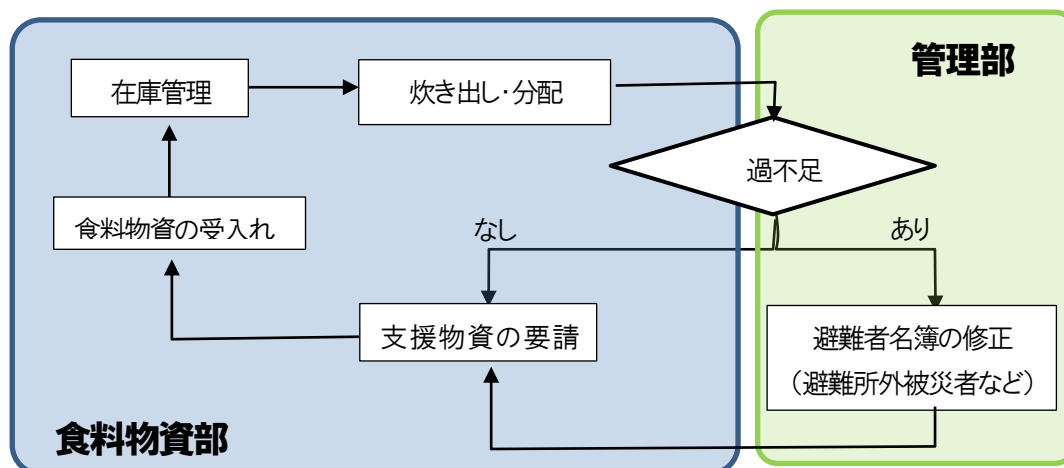 管理部
在庫管理
炊き出し・分配
過不足
食料物資の受入れ
なし
あり
支援物資の要請
避難者名簿の修正
（避難所外被災者など）
食料物資部